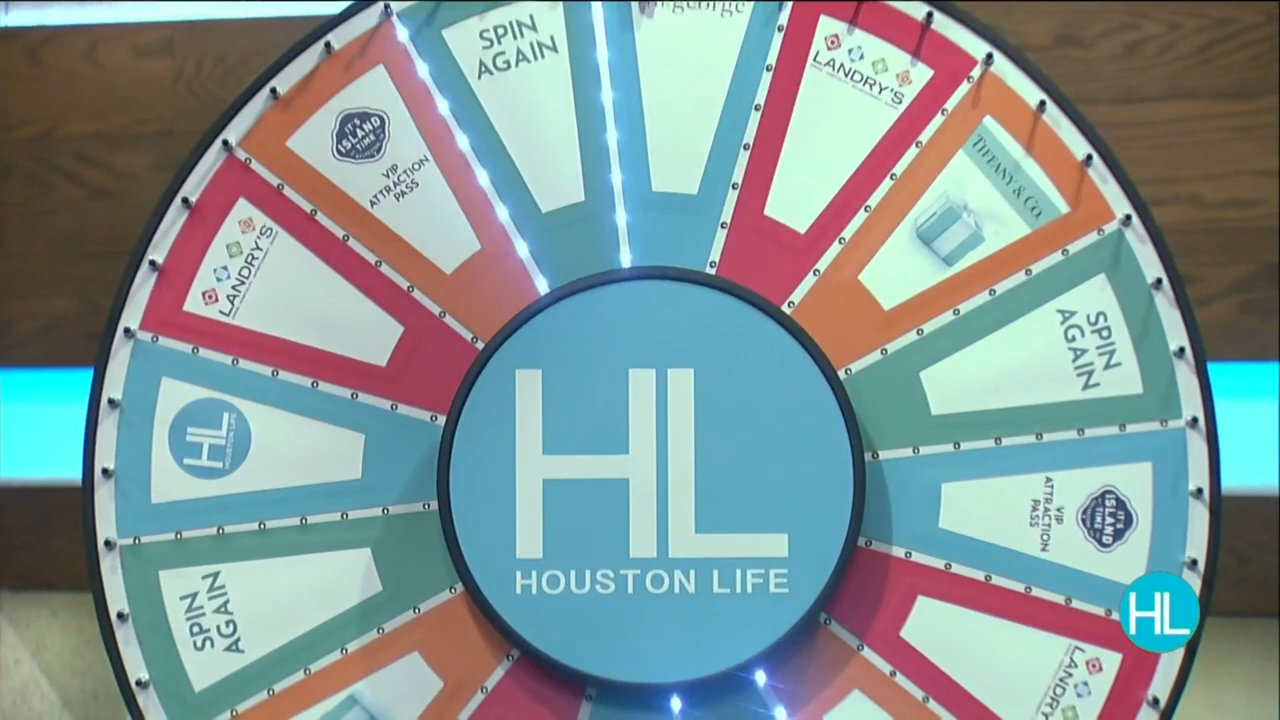 SPIN
AGAIN
LANDRY'S
IT'S
ISLAND
TIME
VIP
ATTRACTION
PASS
TIFFANY & CO.
LANDRY'S
SPIN
AGAIN
HL
HOUSTON LIFE
HL
HOUSTON LIFE
IT'S
ISLAND
TIME
VIP
ATTRACTION
PASS
SPIN
AGAIN
HL
LANDRY'S